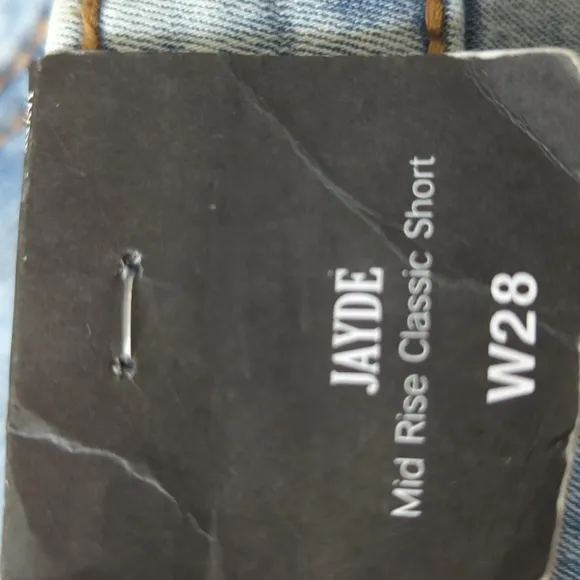 JAYDE
Mid Rise Classic Short
W28